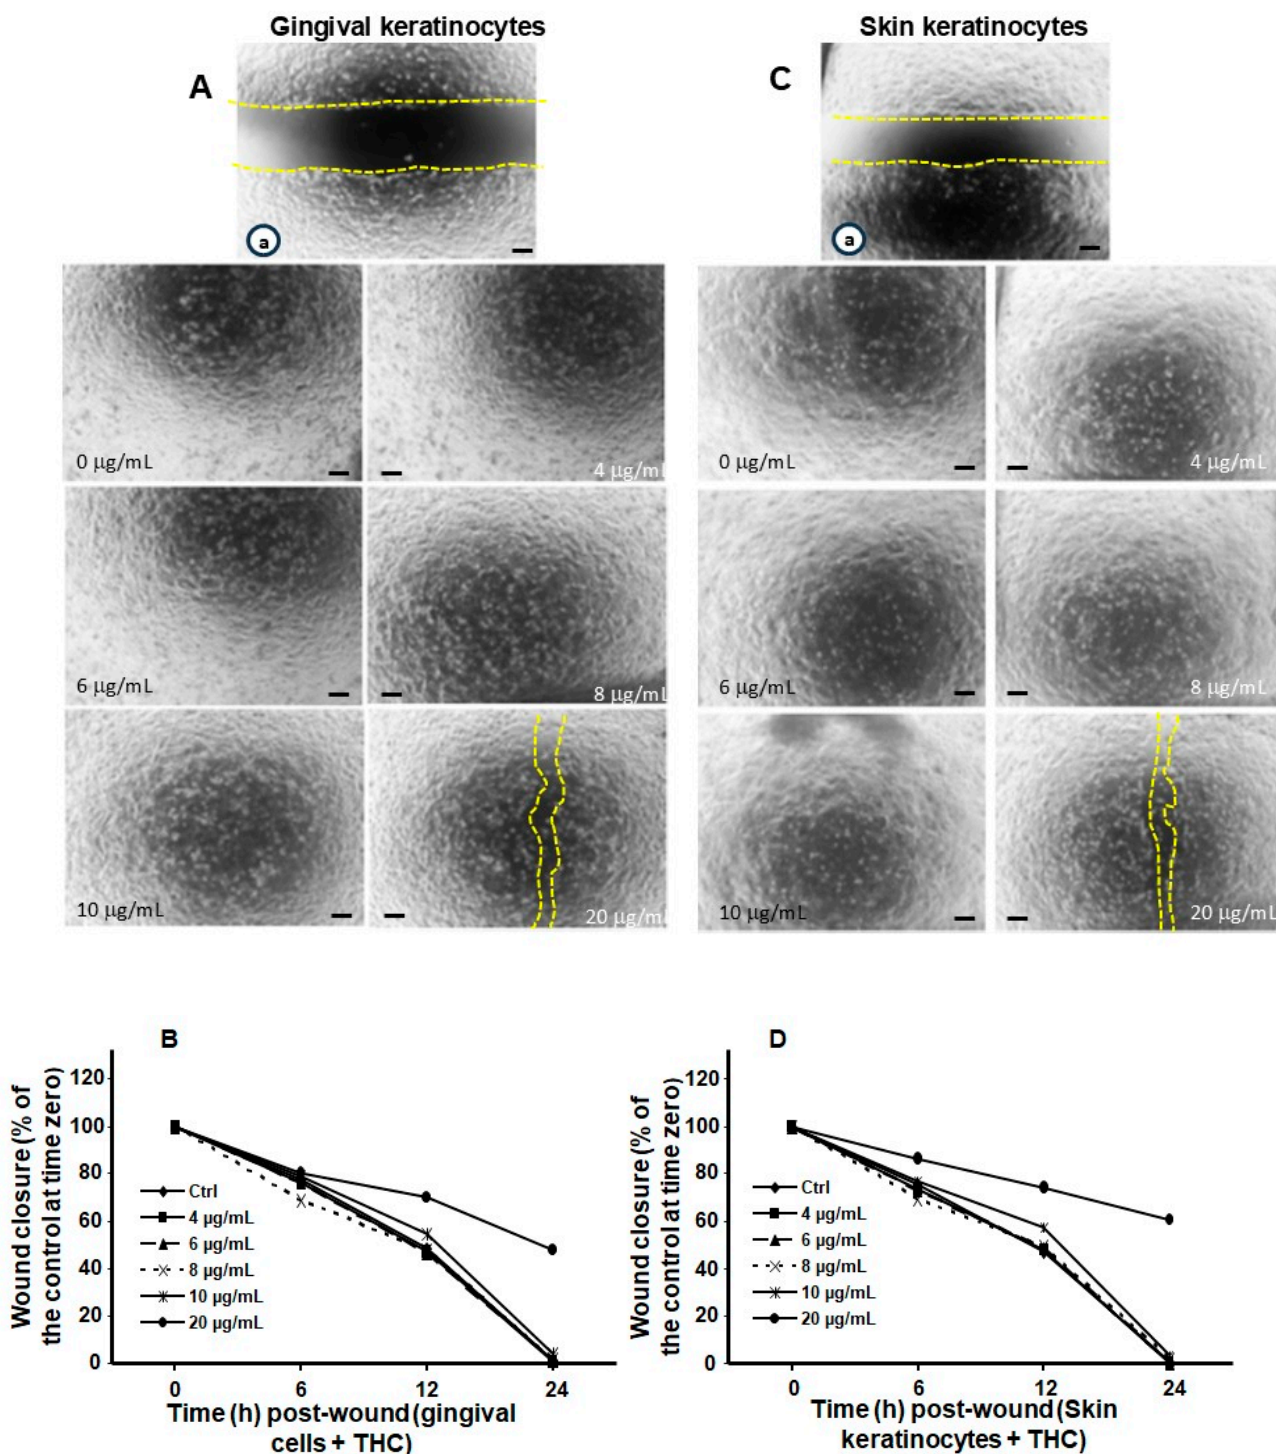 Gingival keratinocytes
Skin keratinocytes
A
C
a
a
0 µg/mL
4 µg/mL
0 µg/mL
4 µg/mL
6 µg/mL
8 µg/mL
6 µg/mL
8 µg/mL
10 µg/mL
20 µg/mL
10 µg/mL
20 µg/mL
B
Wound closure (% of
the control at time zero)
120
100
80
60
40
20
0
Ctrl
4 µg/mL
6 µg/mL
8 µg/mL
10 µg/mL
20 µg/mL
0 6 12 24
Time (h) post-wound (gingival
cells + THC)
D
Wound closure (% of
the control at time zero)
120
100
80
60
40
20
0
Ctrl
4 µg/mL
6 µg/mL
8 µg/mL
10 µg/mL
20 µg/mL
0 6 12 24
Time (h) post-wound (Skin
keratinocytes + THC)